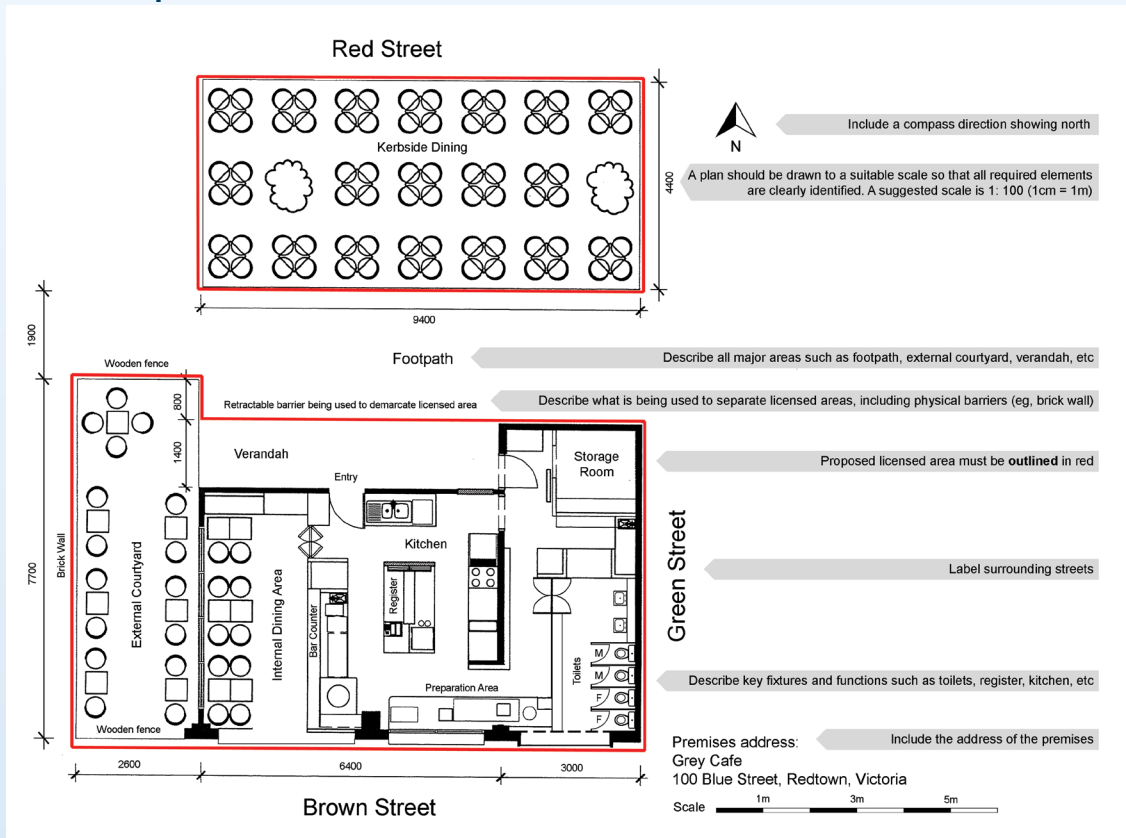 Red Street
Kerbside Dining
N
Include a compass direction showing north
A plan should be drawn to a suitable scale so that all required elements
are clearly identified. A suggested scale is 1: 100 (1cm = 1m)
4400
9400
1900
Footpath
Describe all major areas such as footpath, external courtyard, verandah, etc
Wooden fence
800
Retractable barrier being used to demarcate licensed area
Describe what is being used to separate licensed areas, including physical barriers (eg, brick wall)
1400
Verandah
Entry
Storage
Room
Proposed licensed area must be outlined in red
Kitchen
7700
Brick Wall
External Courtyard
Internal Dining Area
Bar Counter
Register
Green Street
Label surrounding streets
Toilets
M
M
F
F
Preparation Area
Describe key fixtures and functions such as toilets, register, kitchen, etc
Wooden fence
Premises address:
Grey Cafe
100 Blue Street, Redtown, Victoria
Include the address of the premises
2600
6400
3000
Brown Street
Scale
1m
3m
5m